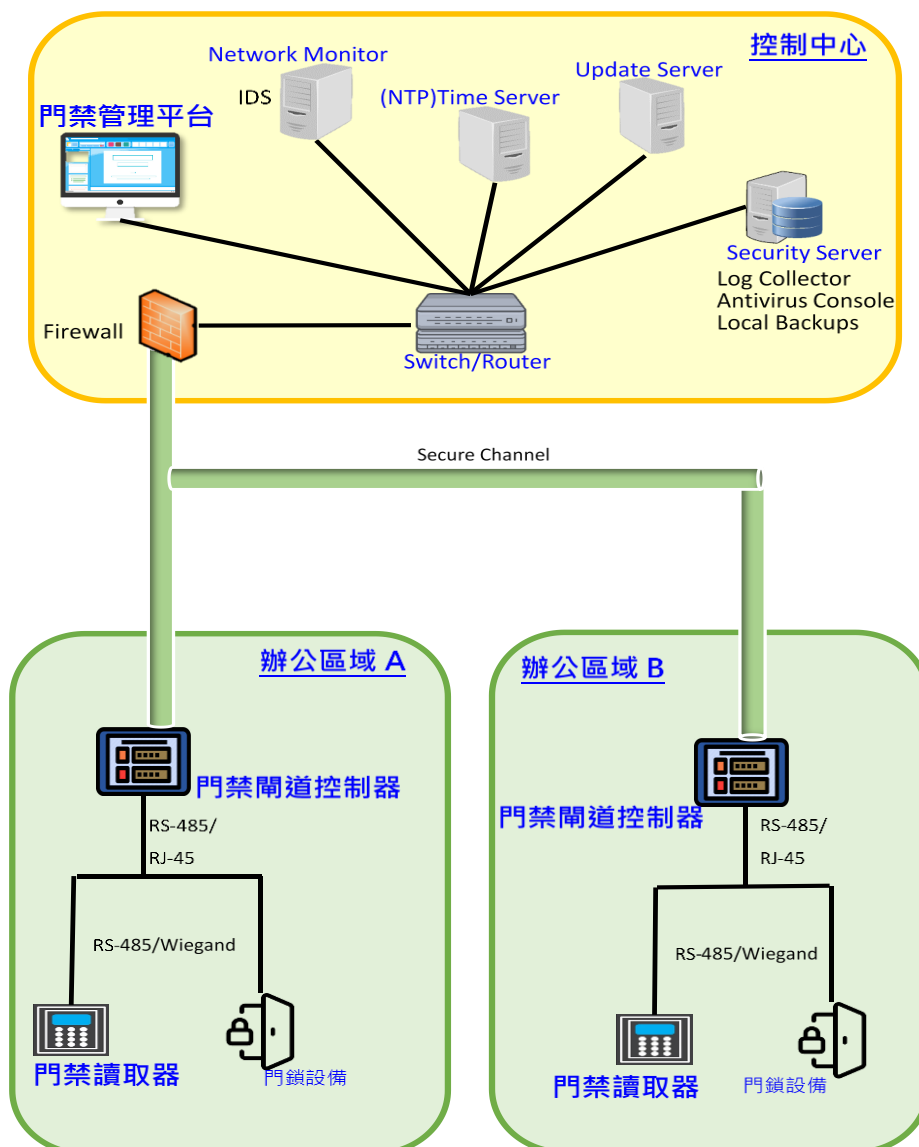 控制中心
Network Monitor
IDS
(NTP)Time Server
Update Server
門禁管理平台
Security Server
Log Collector
Antivirus Console
Local Backups
Firewall
Switch/Router
Secure Channel
辦公區域 A
門禁閘道控制器
RS-485/
RJ-45
RS-485/Wiegand
門禁讀取器
門鎖設備
辦公區域 B
門禁閘道控制器
RS-485/
RJ-45
RS-485/Wiegand
門禁讀取器
門鎖設備